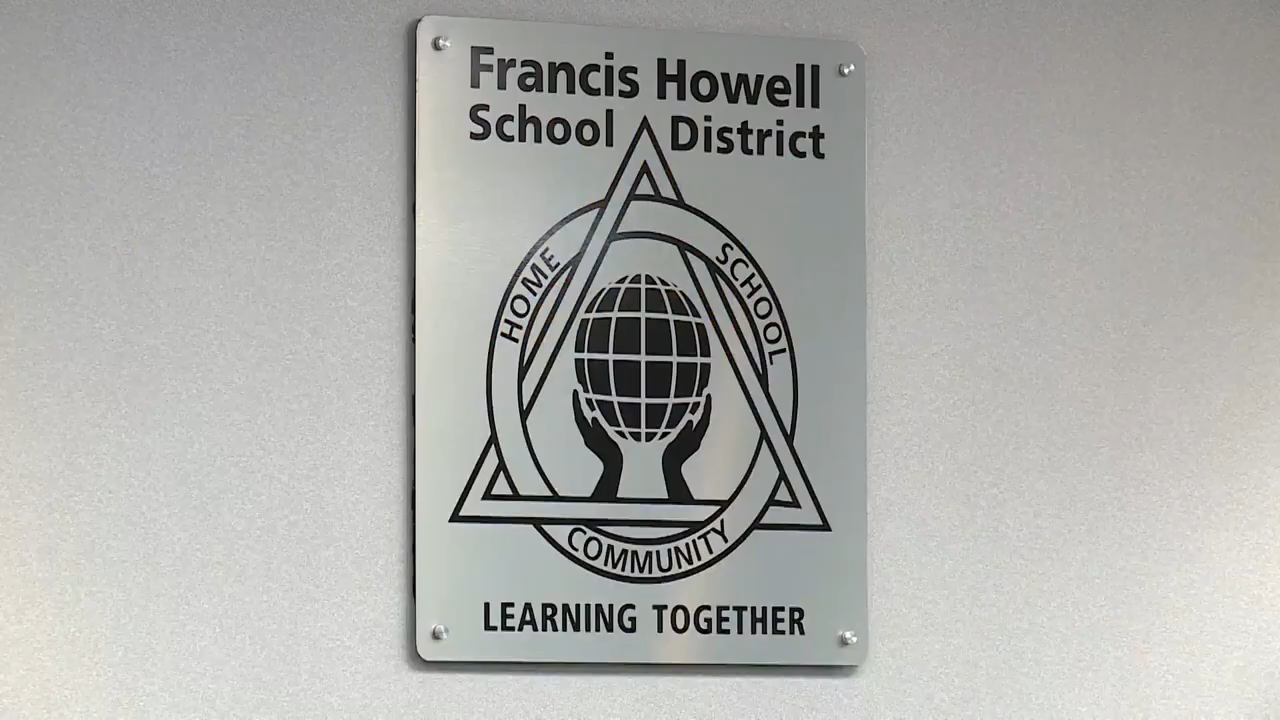 Francis Howell
School District
HOME
SCHOOL
COMMUNITY
LEARNING TOGETHER